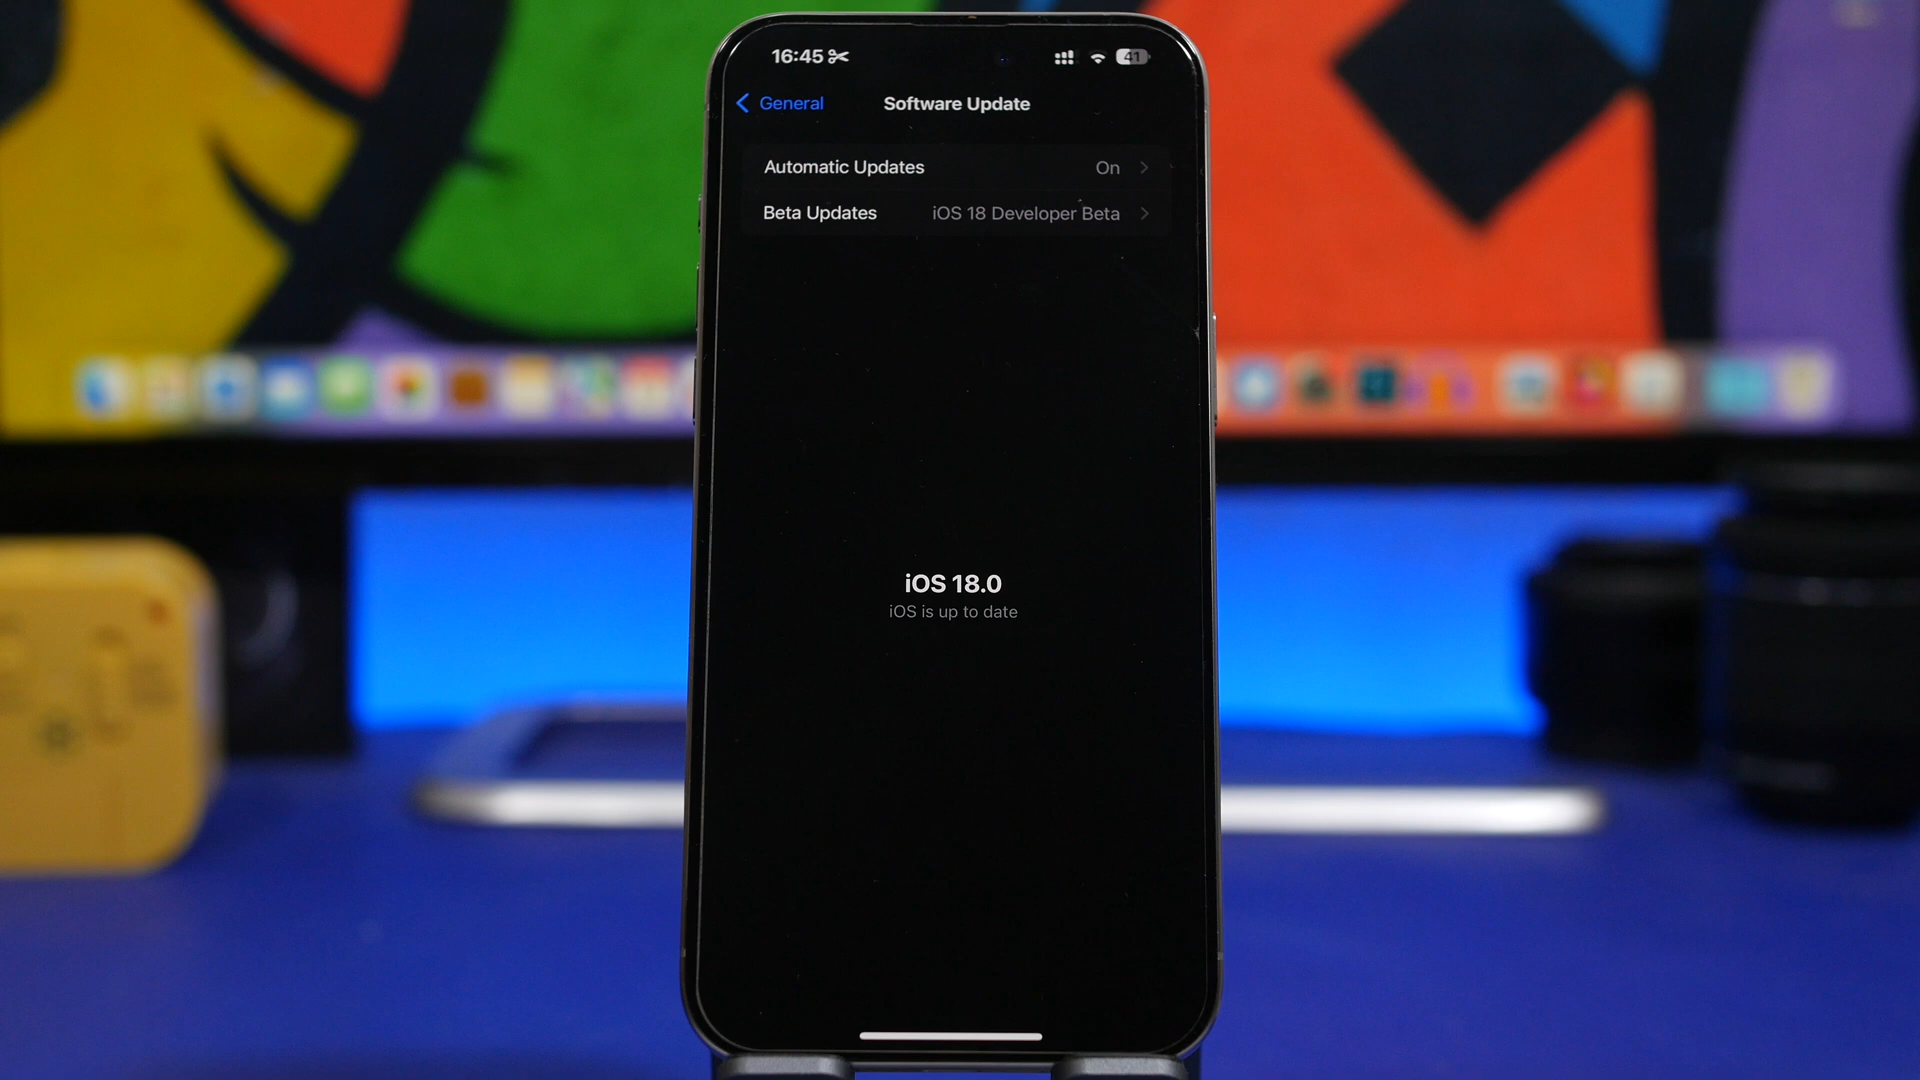 16:45
41
General
Software Update
Automatic Updates On
Beta Updates iOS 18 Developer Beta
iOS 18.0
iOS is up to date